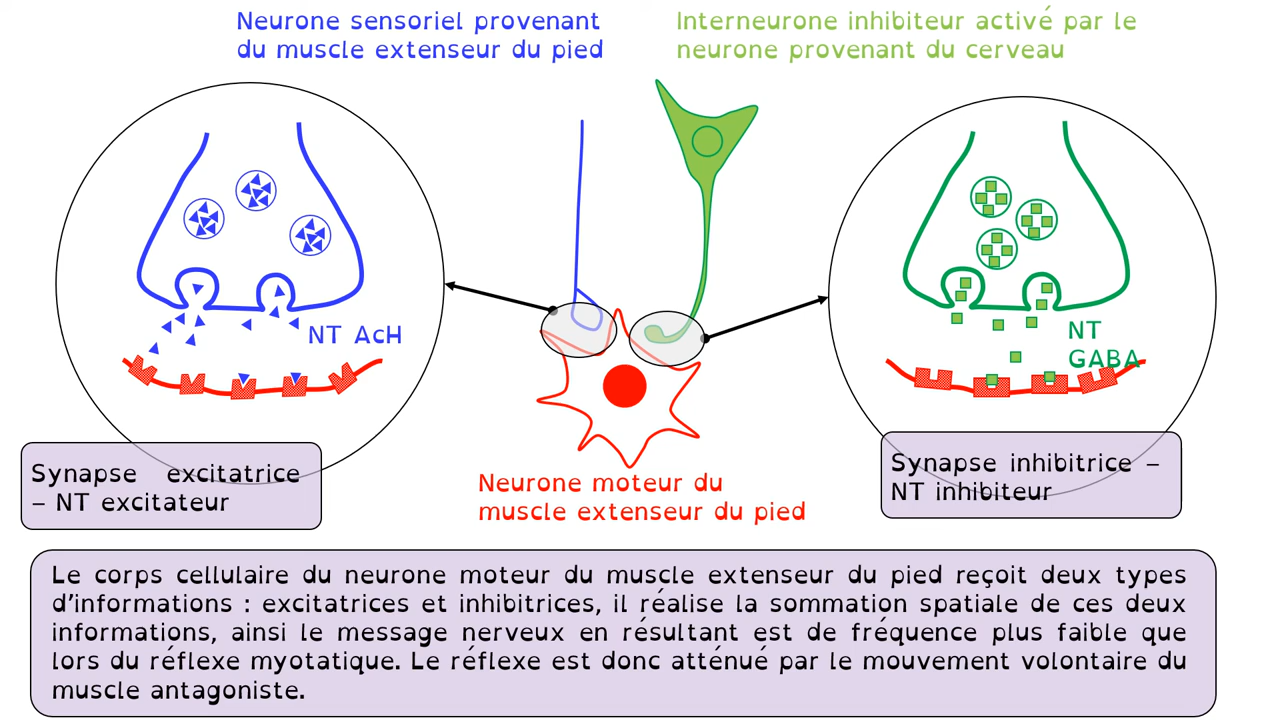 Neurone sensoriel provenant
du muscle extenseur du pied
Interneurone inhibiteur activé par le
neurone provenant du cerveau
NT AcH
NT
GABA
Synapse excitatrice
– NT excitateur
Synapse inhibitrice –
NT inhibiteur
Neurone moteur du
muscle extenseur du pied
Le corps cellulaire du neurone moteur du muscle extenseur du pied reçoit deux types
d'informations : excitatrices et inhibitrices, il réalise la sommation spatiale de ces deux
informations, ainsi le message nerveux en résultant est de fréquence plus faible que
lors du réflexe myotatique. Le réflexe est donc atténué par le mouvement volontaire du
muscle antagoniste.